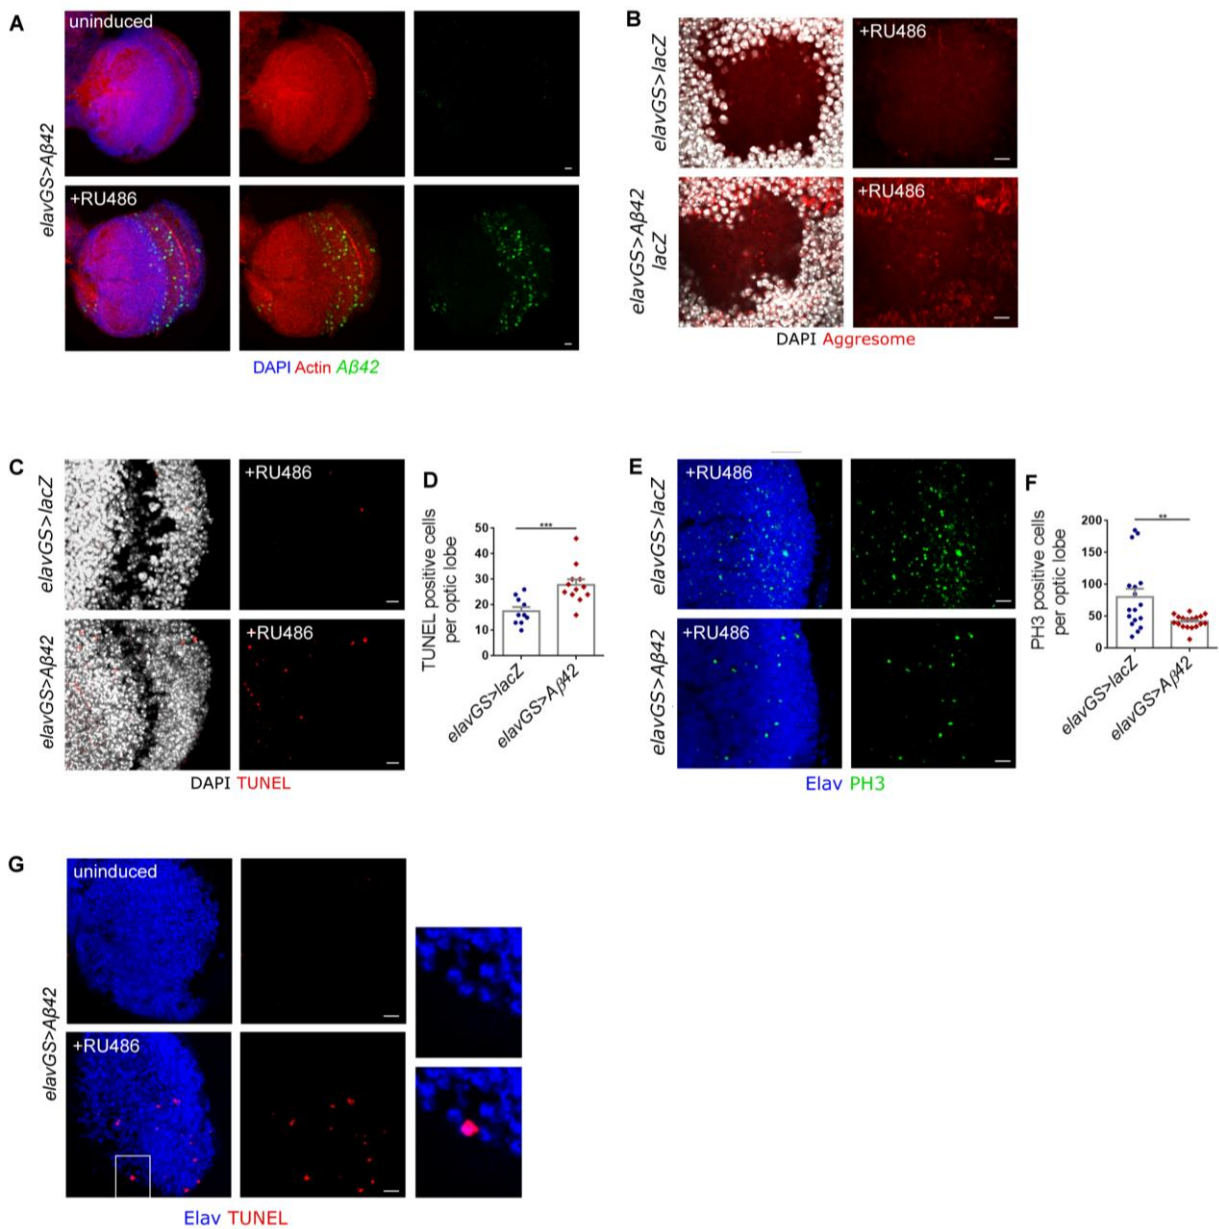 A
uninduced
elavGS>Aβ42
+RU486
DAPI Actin Aβ42
B
elavGS>lacZ
+RU486
elavGS>Aβ42
lacZ
+RU486
DAPI Aggresome
C
elavGS>lacZ
+RU486
elavGS>Aβ42
+RU486
DAPI TUNEL
D
TUNEL positive cells
per optic lobe
50
40
30
20
10
0
***
elavGS>lacZ
elavGS>Aβ42
E
elavGS>lacZ
+RU486
elavGS>Aβ42
+RU486
Elav PH3
F
PH3 positive cells
per optic lobe
200
150
100
50
0
**
elavGS>lacZ
elavGS>Aβ42
G
uninduced
elavGS>Aβ42
+RU486
Elav TUNEL